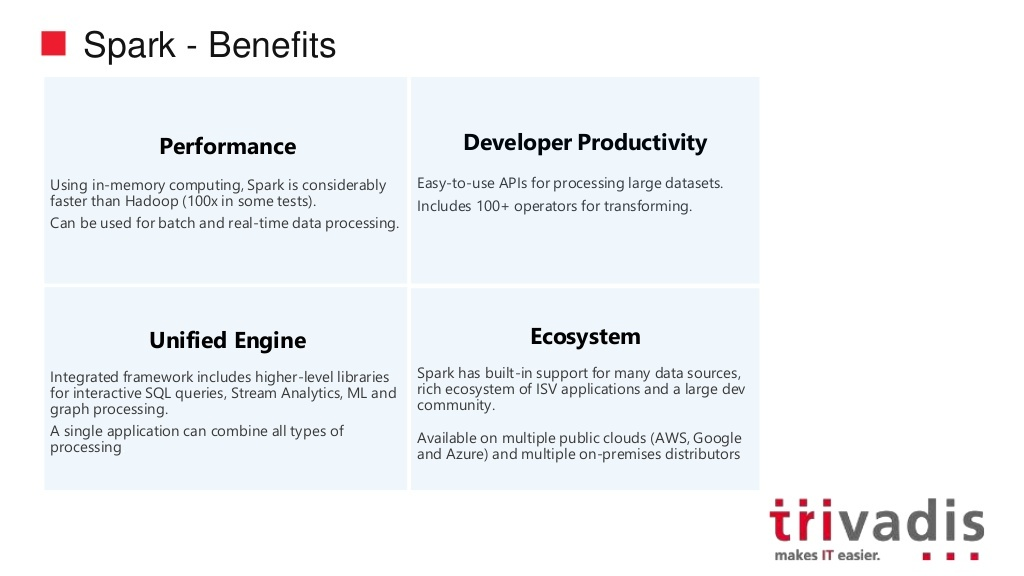 Spark - Benefits
Performance
Using in-memory computing, Spark is considerably
faster than Hadoop (100x in some tests).
Can be used for batch and real-time data processing.
Developer Productivity
Easy-to-use APIs for processing large datasets.
Includes 100+ operators for transforming.
Unified Engine
Integrated framework includes higher-level libraries
for interactive SQL queries, Stream Analytics, ML and
graph processing.
A single application can combine all types of
processing
Ecosystem
Spark has built-in support for many data sources,
rich ecosystem of ISV applications and a large dev
community.
Available on multiple public clouds (AWS, Google
and Azure) and multiple on-premises distributors
trivadis
makes IT easier.